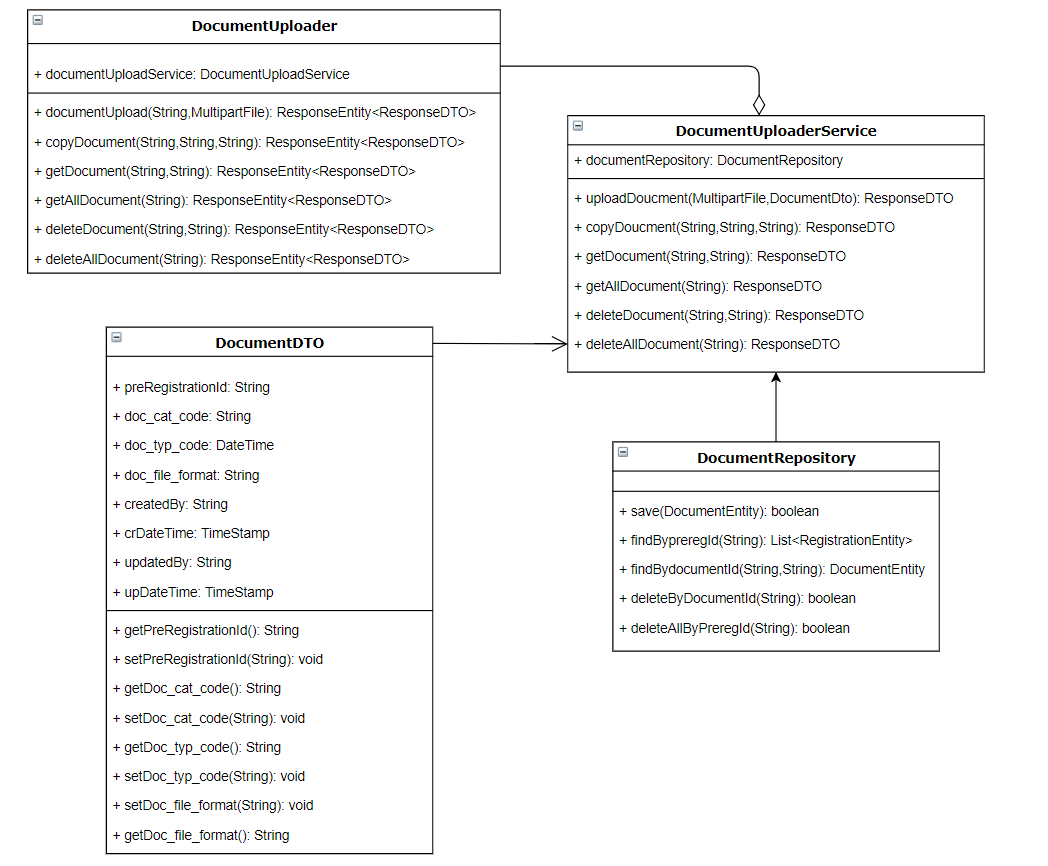 DocumentUploader
+ documentUploadService: DocumentUploadService
+ documentUpload(String,MultipartFile): ResponseEntity<ResponseDTO>
+ copyDocument(String,String,String): ResponseEntity<ResponseDTO>
+ getDocument(String,String): ResponseEntity<ResponseDTO>
+ getAllDocument(String): ResponseEntity<ResponseDTO>
+ deleteDocument(String,String): ResponseEntity<ResponseDTO>
+ deleteAllDocument(String): ResponseEntity<ResponseDTO>
DocumentUploaderService
+ documentRepository: DocumentRepository
+ uploadDoucment(MultipartFile,DocumentDto): ResponseDTO
+ copyDoucment(String,String,String): ResponseDTO
+ getDocument(String,String): ResponseDTO
+ getAllDocument(String): ResponseDTO
+ deleteDocument(String,String): ResponseDTO
+ deleteAllDocument(String): ResponseDTO
DocumentDTO
+ preRegistrationId: String
+ doc_cat_code: String
+ doc_typ_code: DateTime
+ doc_file_format: String
+ createdBy: String
+ crDateTime: TimeStamp
+ updatedBy: String
+ upDateTime: TimeStamp
+ getPreRegistrationId(): String
+ setPreRegistrationId(String): void
+ getDoc_cat_code(): String
+ setDoc_cat_code(String): void
+ getDoc_typ_code(): String
+ setDoc_typ_code(String): void
+ setDoc_file_format(String): void
+ getDoc_file_format(): String
DocumentRepository
+ save(DocumentEntity): boolean
+ findBypreregId(String): List<RegistrationEntity>
+ findBydocumentId(String,String): DocumentEntity
+ deleteByDocumentId(String): boolean
+ deleteAllByPreregId(String): boolean